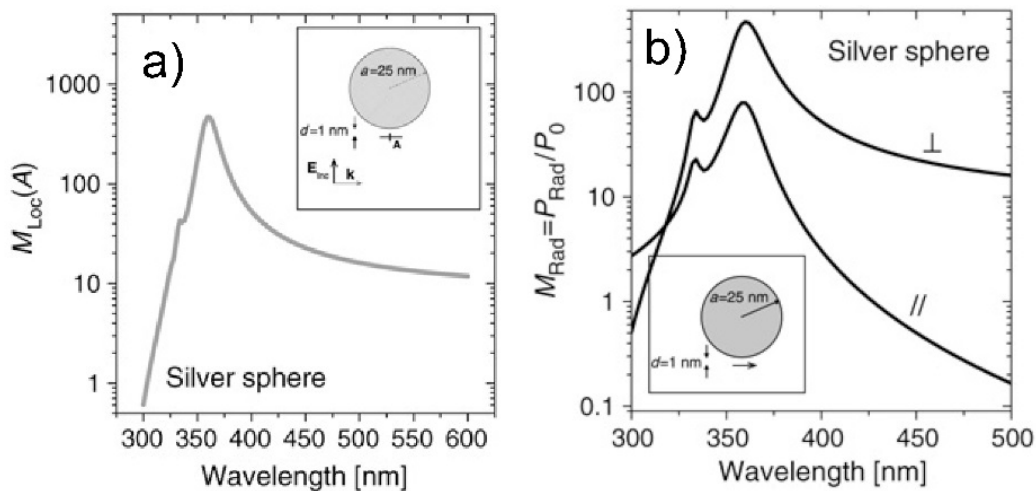 a)
1000
100
10
1
M_Loc(A)
a=25 nm
d=1 nm
A
E_Inc
k
Silver sphere
300 350 400 450 500 550 600
Wavelength [nm]
b)
Silver sphere
100
10
1
0.1
M_Rad=P_Rad/P_0
⊥
//
a=25 nm
d=1 nm
300 350 400 450 500
Wavelength [nm]